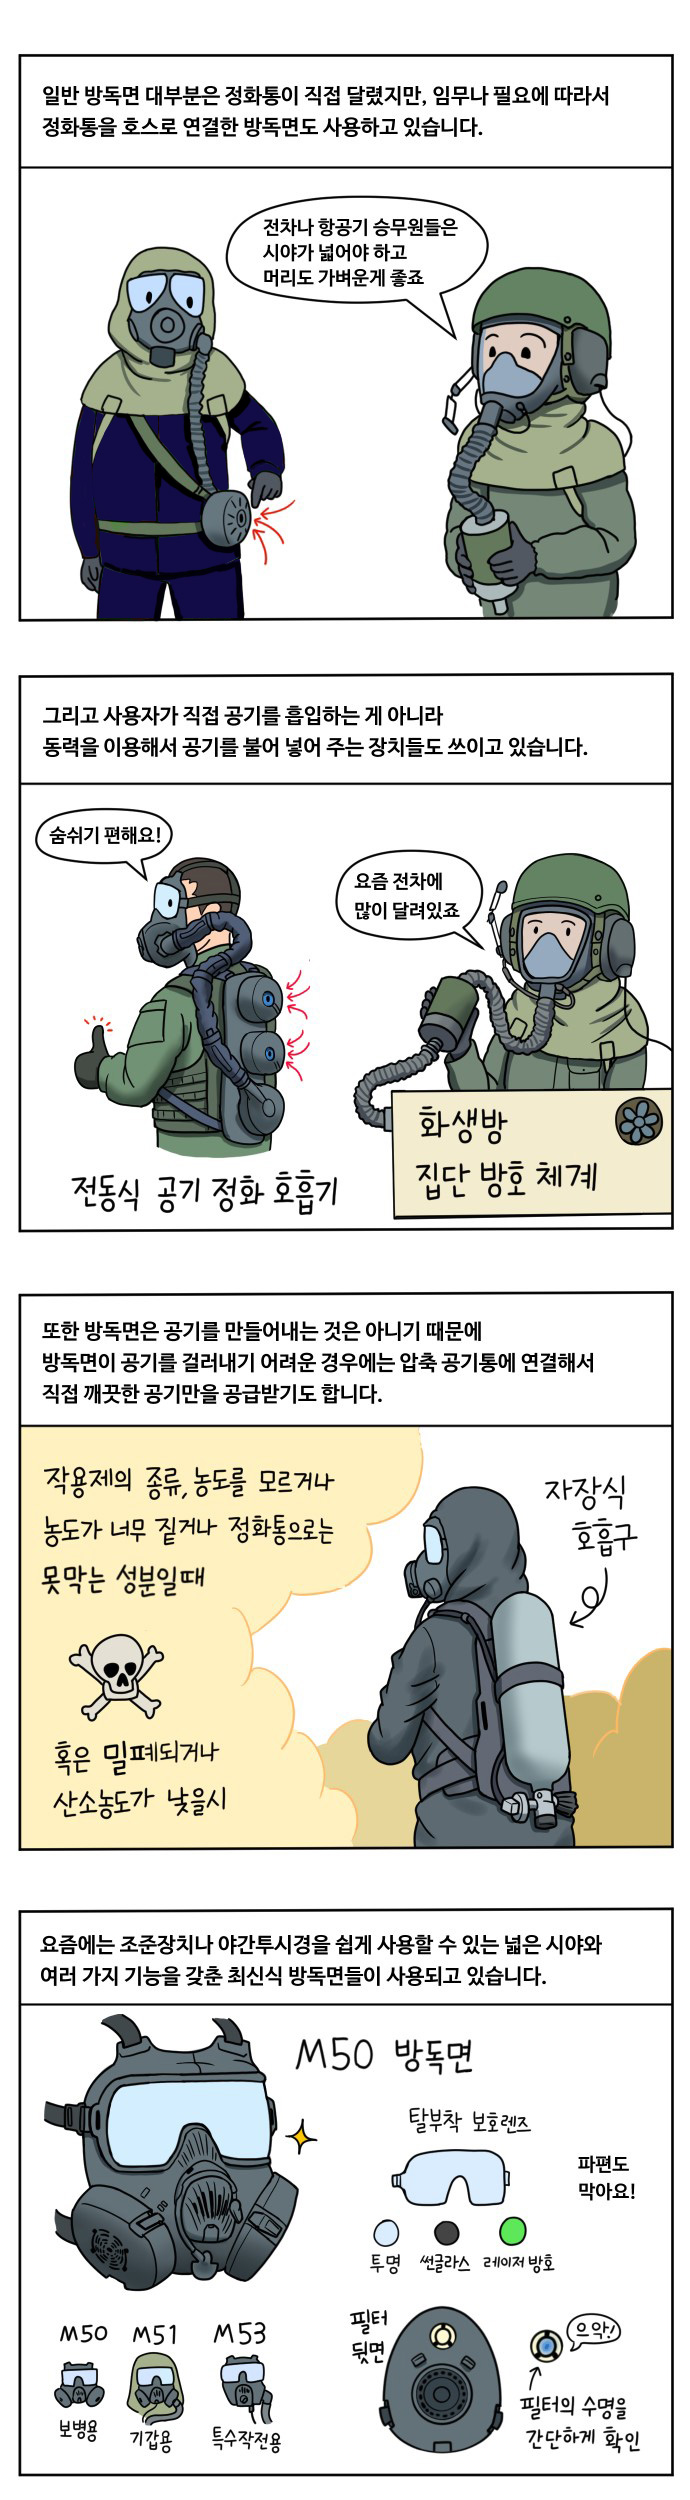 일반 방독면 대부분은 정화통이 직접 달렸지만, 임무나 필요에 따라서
정화통을 호스로 연결한 방독면도 사용하고 있습니다.
전차나 항공기 승무원들은
시야가 넓어야 하고
머리도 가벼운게 좋죠
그리고 사용자가 직접 공기를 흡입하는 게 아니라
동력을 이용해서 공기를 불어 넣어 주는 장치들도 쓰이고 있습니다.
숨쉬기 편해요!
요즘 전차에
많이 달려있죠
화생방
집단 방호 체계
전동식 공기 정화 호흡기
또한 방독면은 공기를 만들어내는 것은 아니기 때문에
방독면이 공기를 걸러내기 어려운 경우에는 압축 공기통에 연결해서
직접 깨끗한 공기만을 공급받기도 합니다.
작용제의 종류, 농도를 모르거나
농도가 너무 짙거나 정화통으로는
못막는 성분일때
자장식
호흡구
혹은 밀폐되거나
산소농도가 낮을시
요즘에는 조준장치나 야간투시경을 쉽게 사용할 수 있는 넓은 시야와
여러 가지 기능을 갖춘 최신식 방독면들이 사용되고 있습니다.
M50 방독면
탈부착 보호렌즈
파편도
막아요!
투명 썬글라스 레이저 방호
M50 M51 M53
보병용 기갑용 특수작전용
필터
뒷면
으악!
필터의 수명을
간단하게 확인